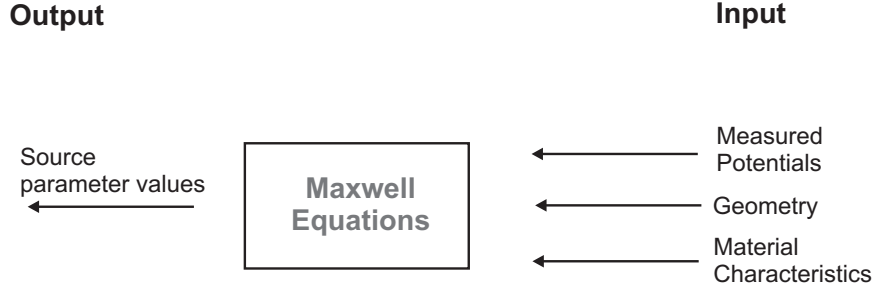 Output
Input
Source
parameter values
Maxwell
Equations
Measured
Potentials
Geometry
Material
Characteristics